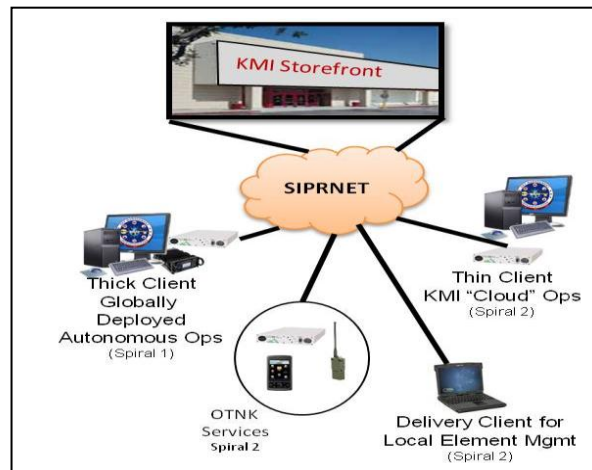 KMI Storefront
SIPRNET
Thick Client
Globally
Deployed
Autonomous Ops
(Spiral 1)
Thin Client
KMI “Cloud” Ops
(Spiral 2)
OTNK
Services
Spiral 2
Delivery Client for
Local Element Mgmt
(Spiral 2)